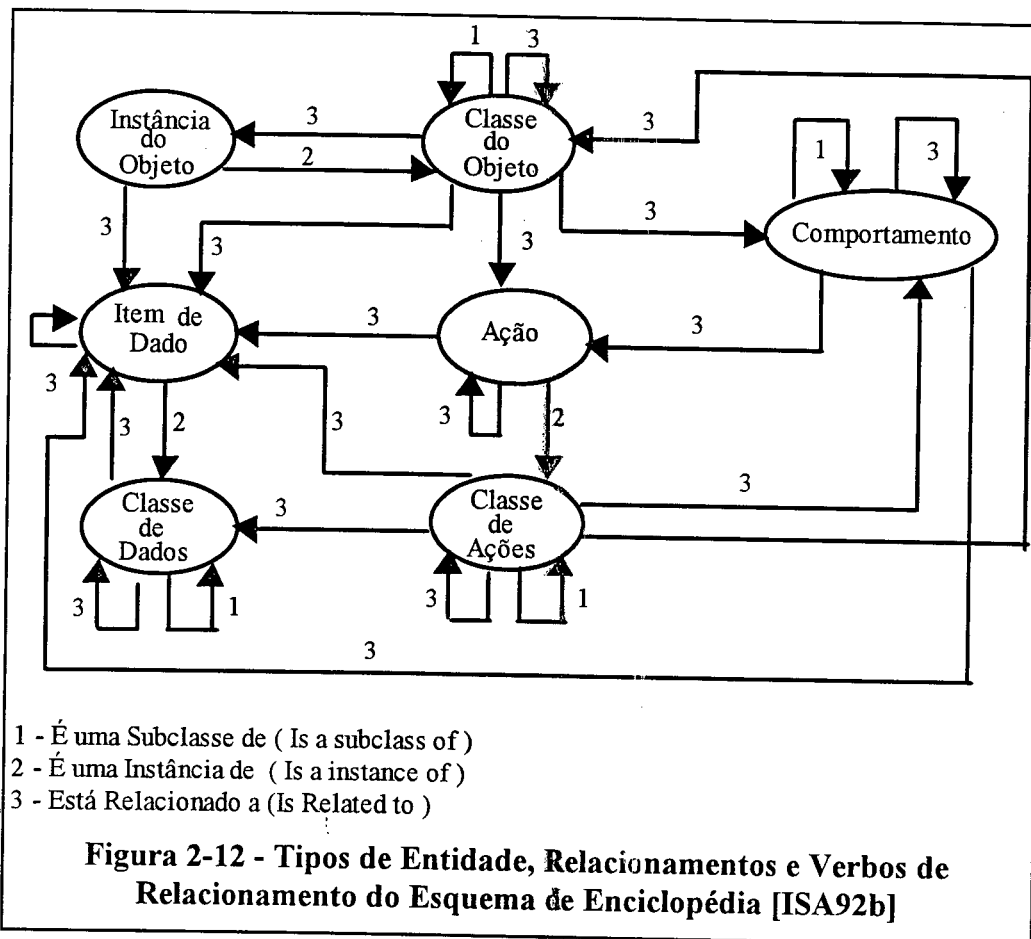 1
3
Instância
do
Objeto
3
2
Classe
do
Objeto
3
1
3
3
3
3
3
Comportamento
Item de
Dado
3
Ação
3
3
3
2
3
3
2
3
Classe
de
Dados
3
Classe
de
Ações
3
1
3
1
3
1 - É uma Subclasse de ( Is a subclass of )
2 - É uma Instância de ( Is a instance of )
3 - Está Relacionado a (Is Related to )
Figura 2-12 - Tipos de Entidade, Relacionamentos e Verbos de
Relacionamento do Esquema de Enciclopédia [ISA92b]